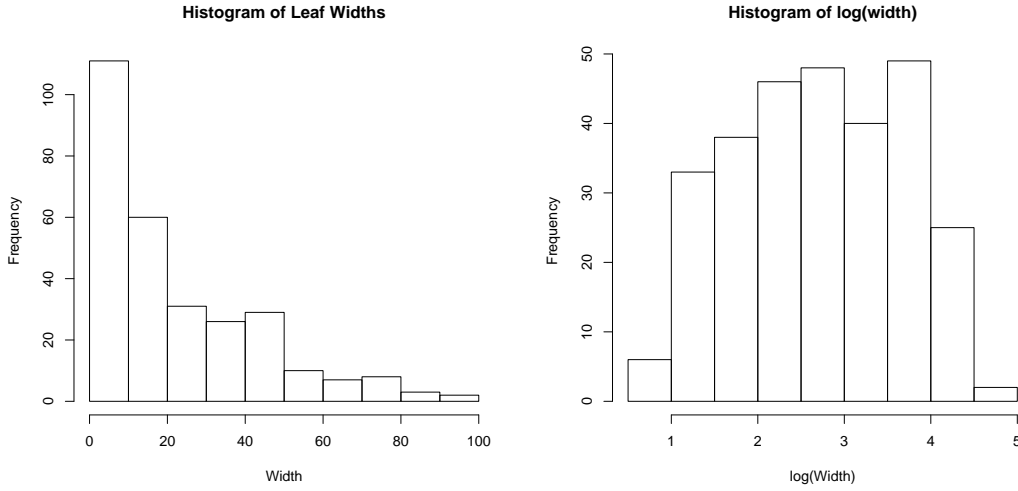 Histogram of Leaf Widths
Frequency
100
80
60
40
20
0
0 20 40 60 80 100
Width
Histogram of log(width)
Frequency
50
40
30
20
10
0
1 2 3 4 5
log(Width)